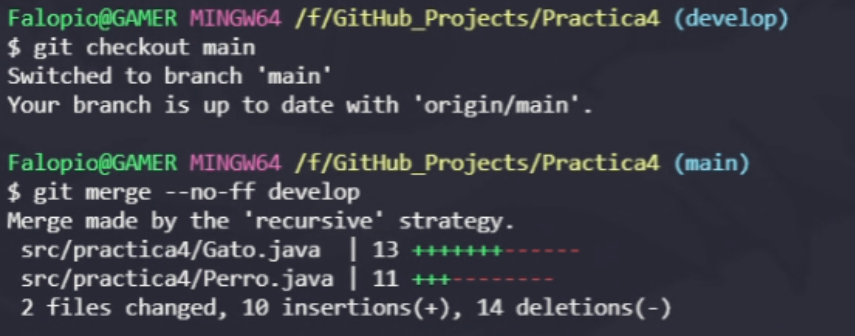 Falopio@GAMER MINGW64 /f/GitHub_Projects/Practica4 (develop)
$ git checkout main
Switched to branch 'main'
Your branch is up to date with 'origin/main'.
Falopio@GAMER MINGW64 /f/GitHub_Projects/Practica4 (main)
$ git merge --no-ff develop
Merge made by the 'recursive' strategy.
src/practica4/Gato.java | 13 +++++++------
src/practica4/Perro.java | 11 +++--------
2 files changed, 10 insertions(+), 14 deletions(-)